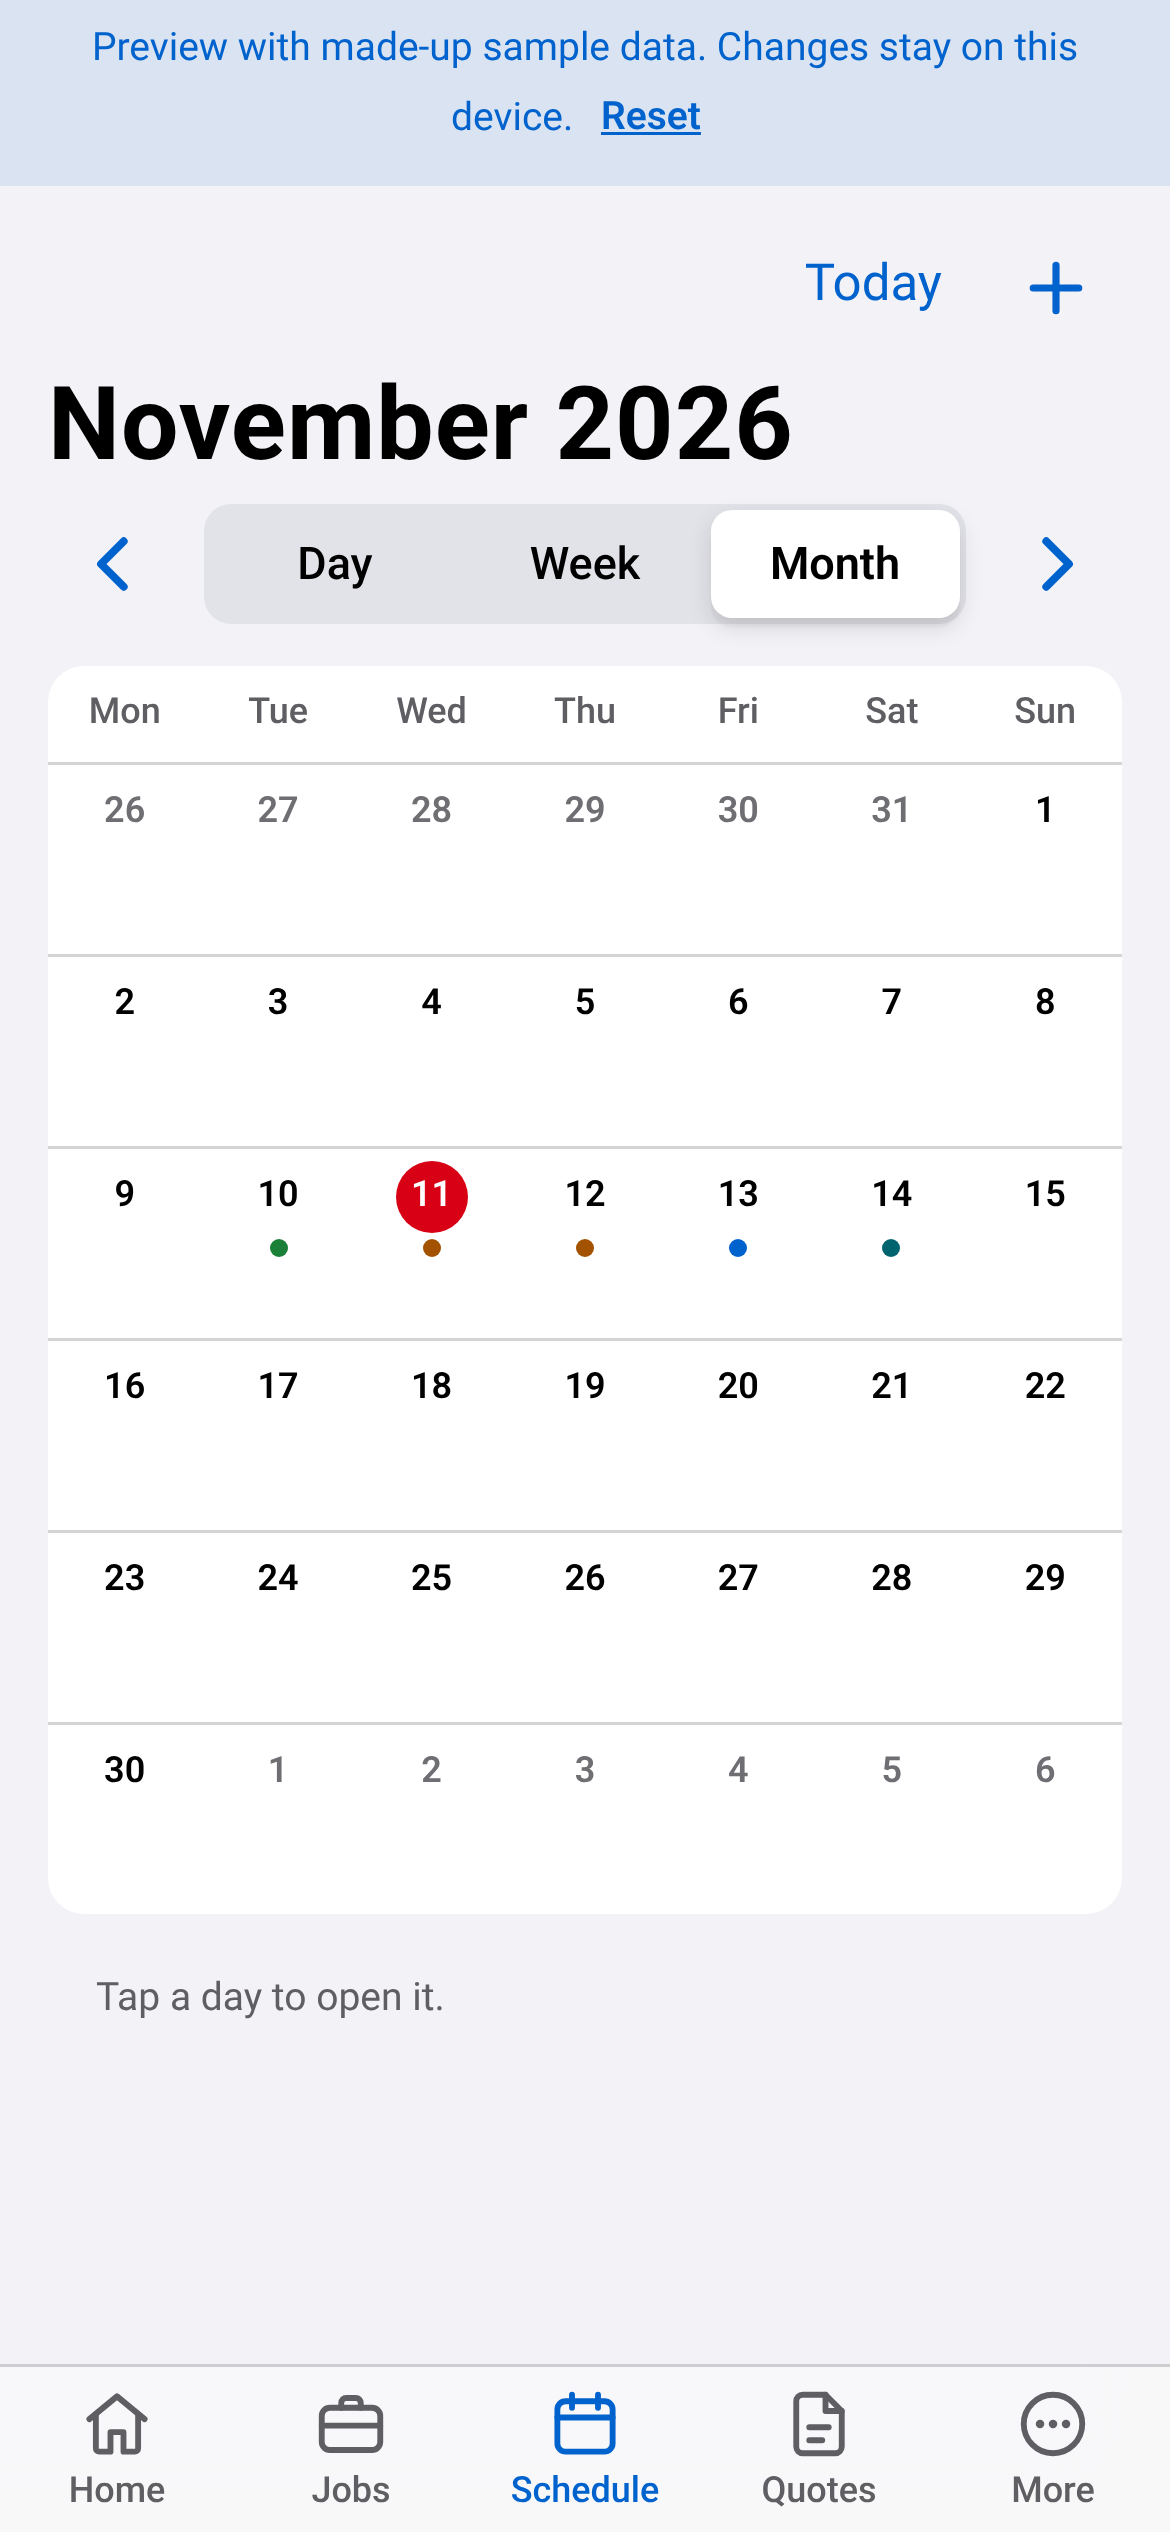 Preview with made-up sample data. Changes stay on this
device. Reset
Today
November 2026
Day Week Month
Mon Tue Wed Thu Fri Sat Sun
26 27 28 29 30 31 1
2 3 4 5 6 7 8
9 10 11 12 13 14 15
16 17 18 19 20 21 22
23 24 25 26 27 28 29
30 1 2 3 4 5 6
Tap a day to open it.
Home Jobs Schedule Quotes More